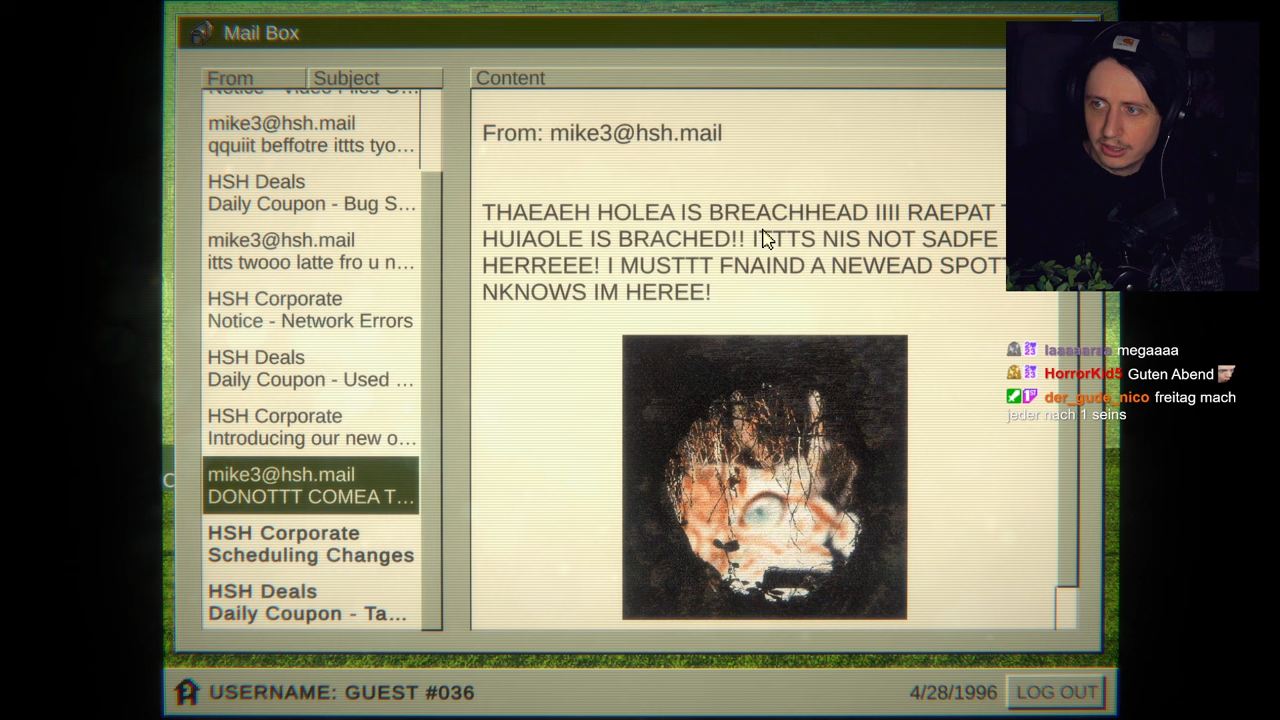 Mail Box
From
Subject
Content
Notice - Video Files C...
mike3@hsh.mail
qquiit beffotre ittts tyo...
HSH Deals
Daily Coupon - Bug S...
mike3@hsh.mail
itts twooo latte fro u n...
HSH Corporate
Notice - Network Errors
HSH Deals
Daily Coupon - Used ...
HSH Corporate
Introducing our new o...
mike3@hsh.mail
DONOTTT COMEA T...
HSH Corporate
Scheduling Changes
HSH Deals
Daily Coupon - Ta...
From: mike3@hsh.mail
THAEAEH HOLEA IS BREACHHEAD IIII RAEPAT
HUIAOLE IS BRACHED!! NIS NOT SADFE
HERREEE! I MUSTTT FNAIND A NEWEAD SPOT
NKNOWS IM HEREE!
megaaaa
HorrorKid5 Guten Abend
der_gude_nico freitag mach
jeder nach 1 seins
USERNAME: GUEST #036
4/28/1996
LOG OUT